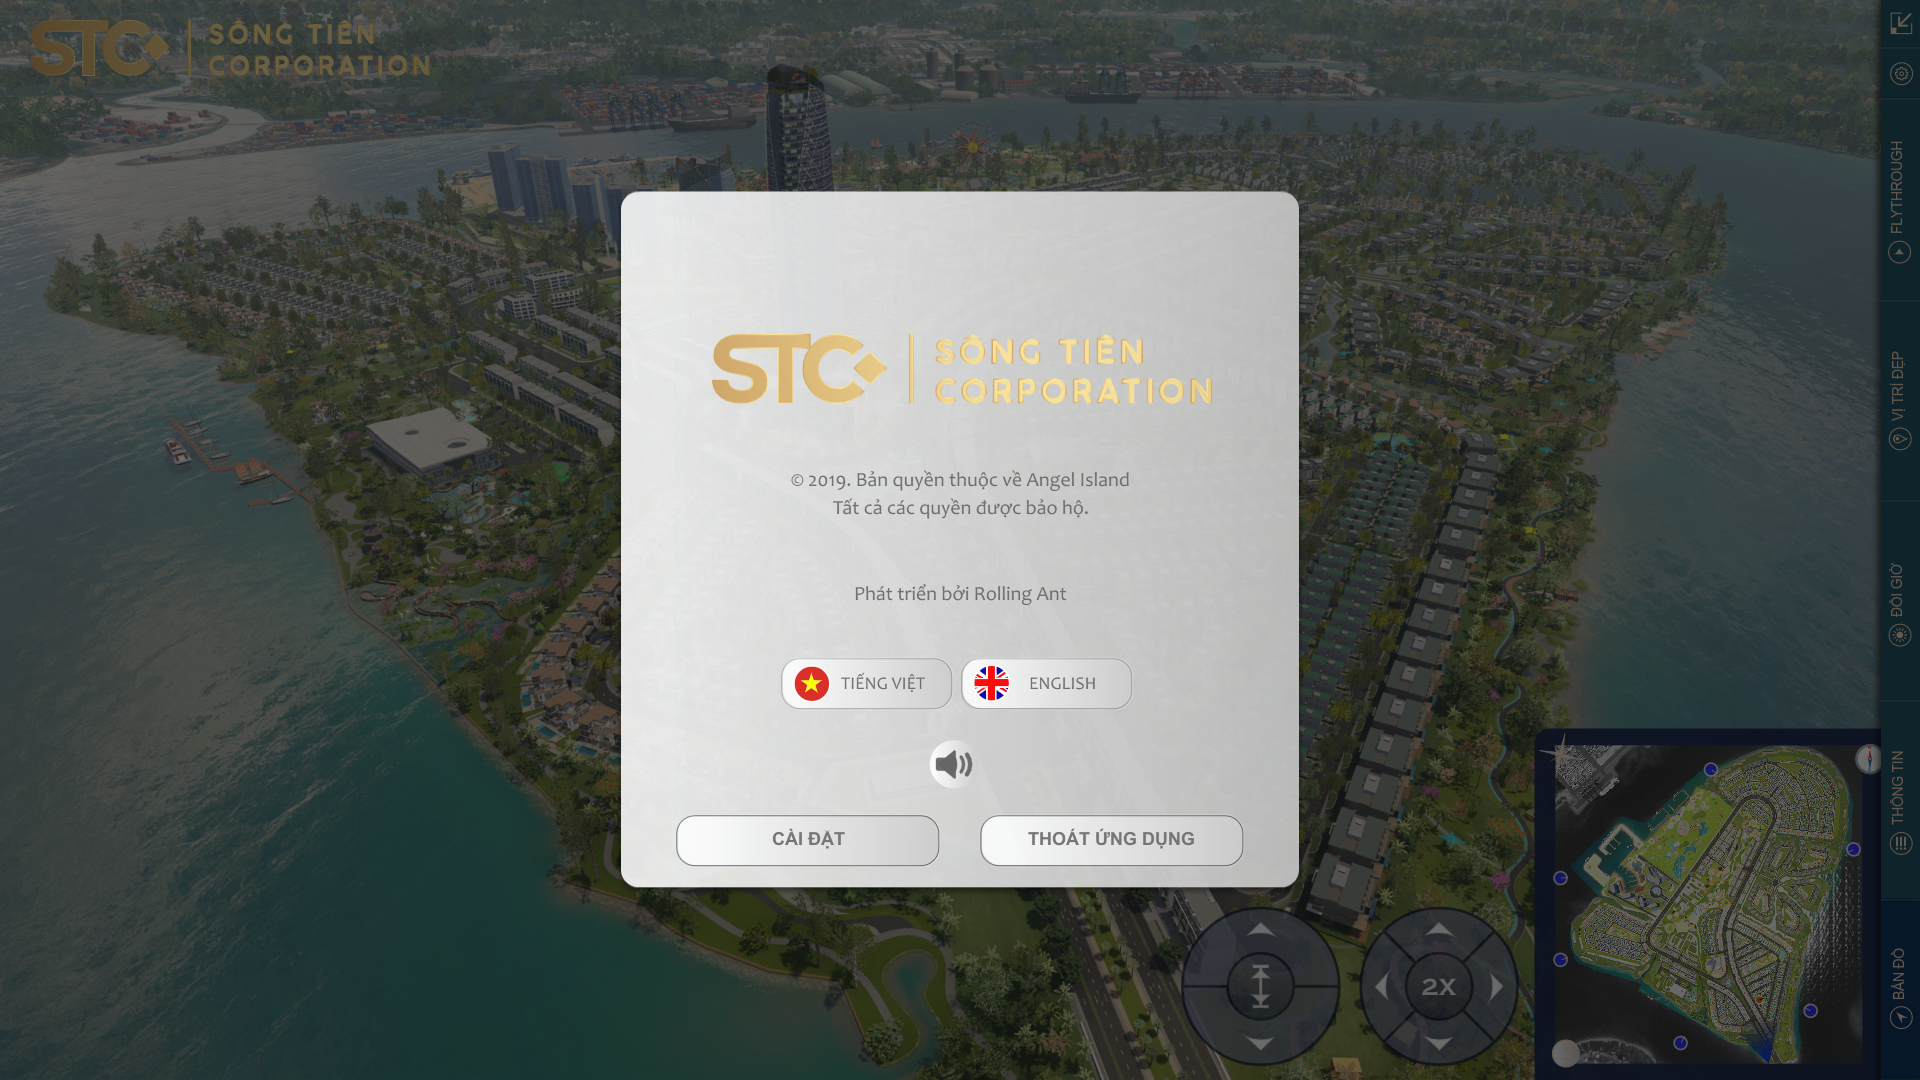 STC
SÔNG TIÊN
CORPORATION
STC
SÔNG TIÊN
CORPORATION
© 2019. Bản quyền thuộc về Angel Island
Tất cả các quyền được bảo hộ.
Phát triển bởi Rolling Ant
TIẾNG VIỆT
ENGLISH
CÀI ĐẶT
THOÁT ỨNG DỤNG
2X
FLYTHROUGH
VỊ TRÍ ĐẸP
ĐỔI GIỜ
THÔNG TIN
BẢN ĐỒ